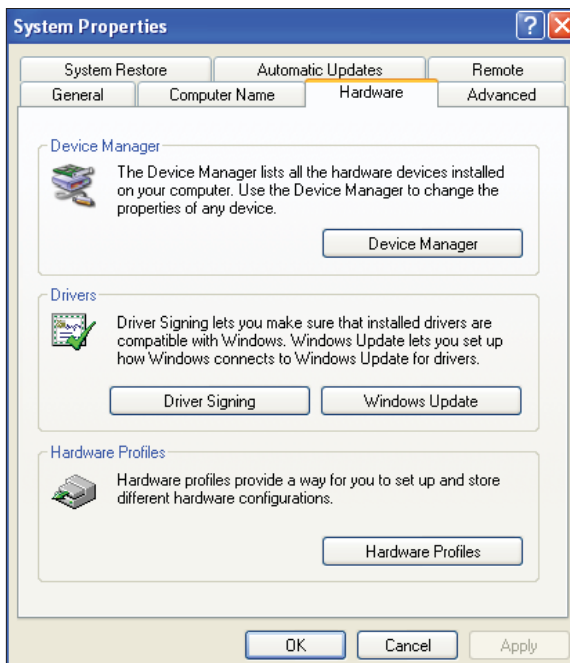 System Properties
System Restore
Automatic Updates
Remote
General
Computer Name
Hardware
Advanced
Device Manager
The Device Manager lists all the hardware devices installed
on your computer. Use the Device Manager to change the
properties of any device.
Device Manager
Drivers
Driver Signing lets you make sure that installed drivers are
compatible with Windows. Windows Update lets you set up
how Windows connects to Windows Update for drivers.
Driver Signing
Windows Update
Hardware Profiles
Hardware profiles provide a way for you to set up and store
different hardware configurations.
Hardware Profiles
OK
Cancel
Apply